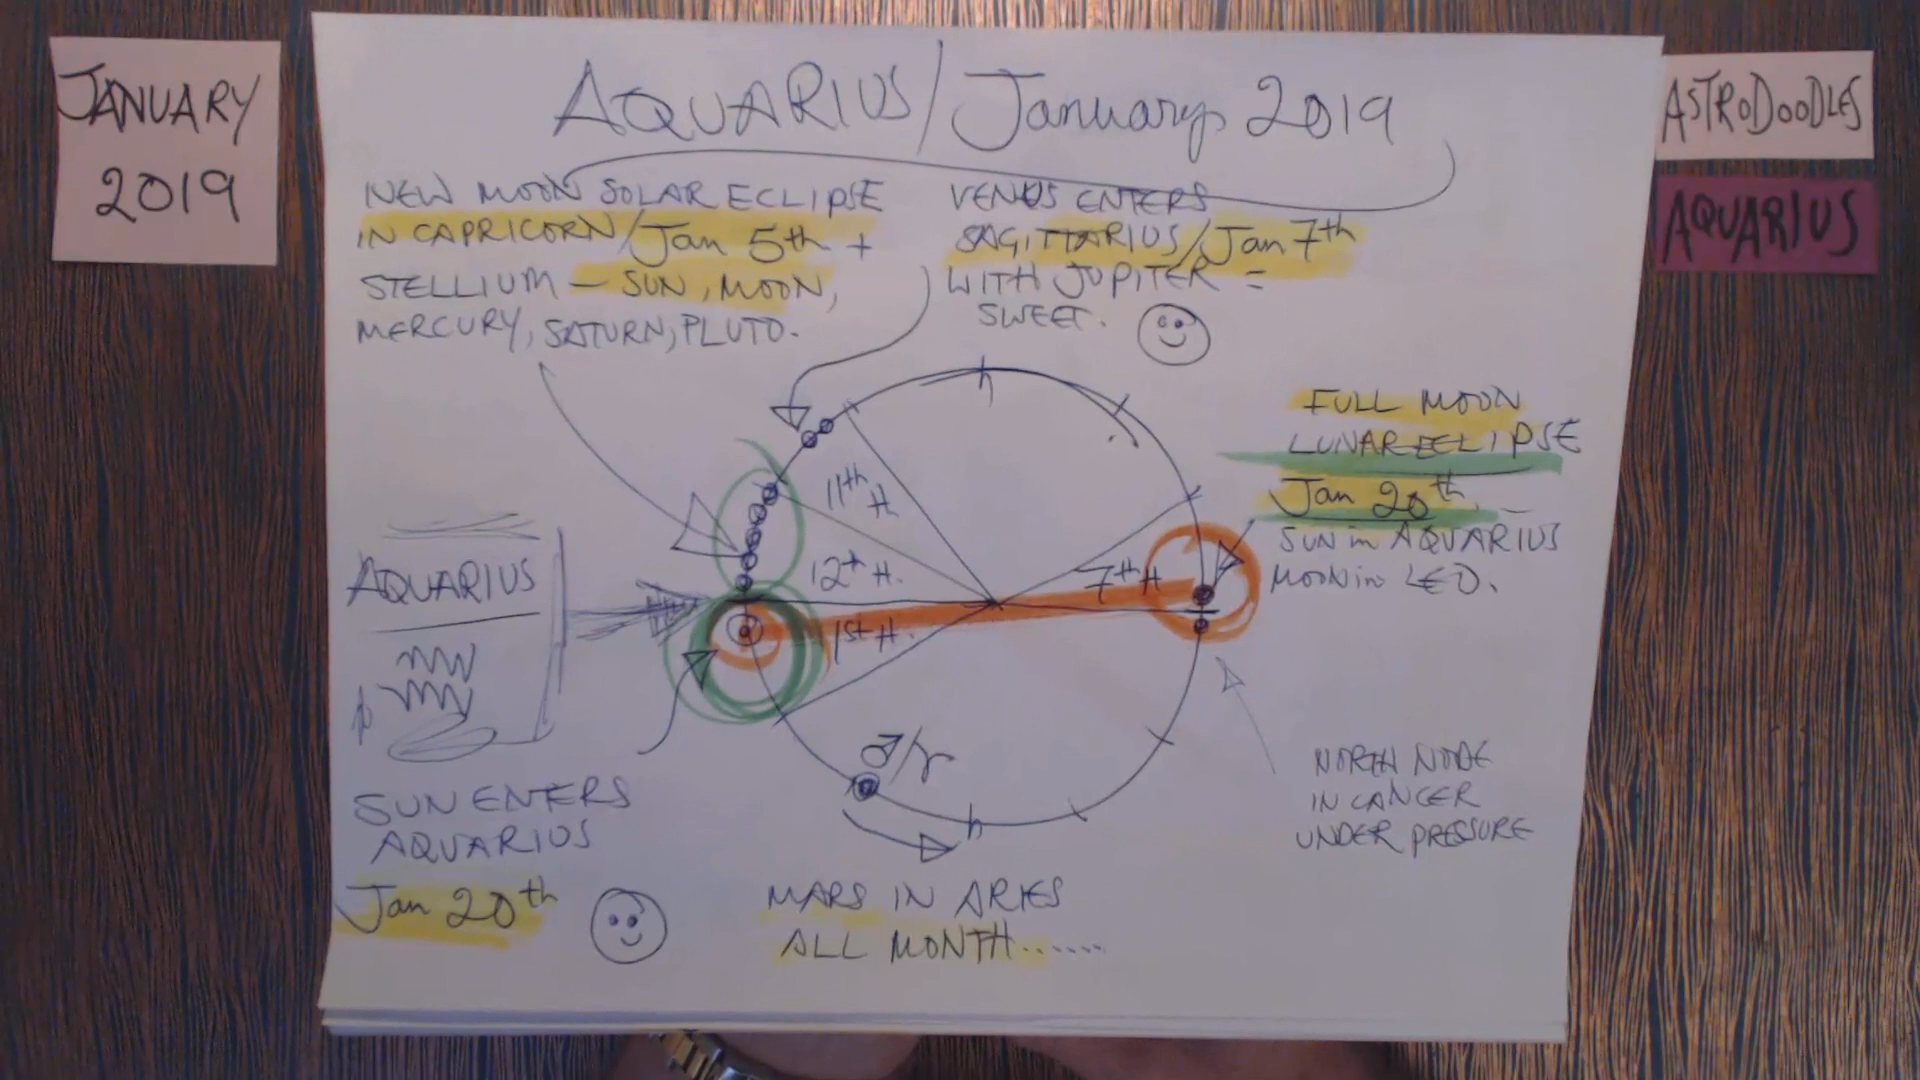 JANUARY
2019
AQUARIUS/January 2019
ASTRODOODLES
AQUARIUS
NEW MOON SOLAR ECLIPSE
IN CAPRICORN/Jan 5th +
STELLIUM – SUN, MOON,
MERCURY, SATURN, PLUTO.
VENUS ENTERS
SAGITTARIUS/Jan 7th
WITH JUPITER =
SWEET.
FULL MOON
LUNAR ECLIPSE
Jan 20th –
SUN in AQUARIUS
MOON in LEO.
11th H
12th H.
7th H
1st H.
AQUARIUS
♂/♈
SUN ENTERS
AQUARIUS
Jan 20th
MARS IN ARIES
ALL MONTH.......
NORTH NODE
IN CANCER
UNDER PRESSURE